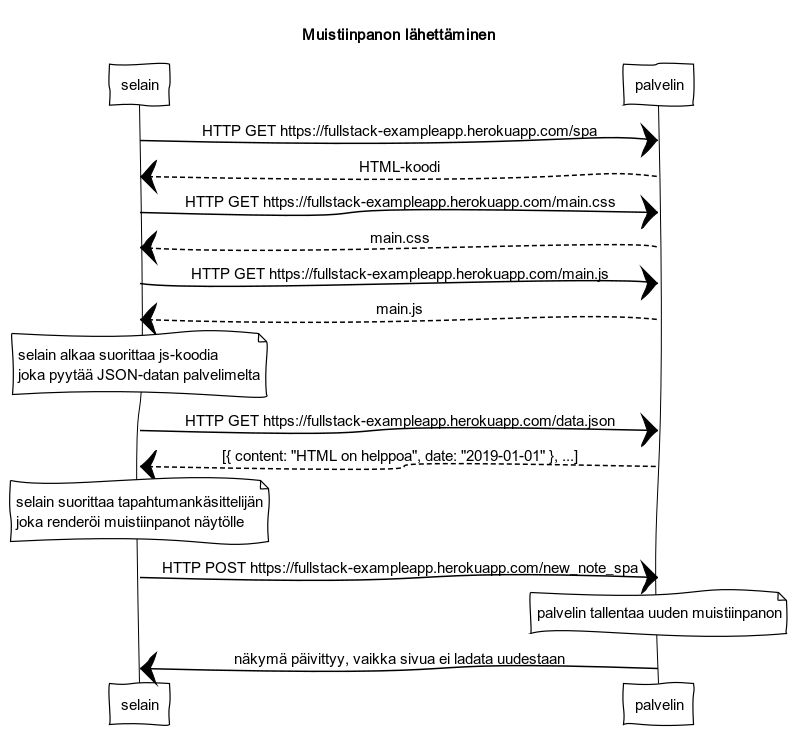 Muistiinpanon lähettäminen
selain
palvelin
HTTP GET https://fullstack-exampleapp.herokuapp.com/spa
HTML-koodi
HTTP GET https://fullstack-exampleapp.herokuapp.com/main.css
main.css
HTTP GET https://fullstack-exampleapp.herokuapp.com/main.js
main.js
selain alkaa suorittaa js-koodia
joka pyytää JSON-datan palvelimelta
HTTP GET https://fullstack-exampleapp.herokuapp.com/data.json
[{ content: "HTML on helppoa", date: "2019-01-01" }, ...]
selain suorittaa tapahtumankäsittelijän
joka renderöi muistiinpanot näytölle
HTTP POST https://fullstack-exampleapp.herokuapp.com/new_note_spa
palvelin tallentaa uuden muistiinpanon
näkymä päivittyy, vaikka sivua ei ladata uudestaan
selain
palvelin